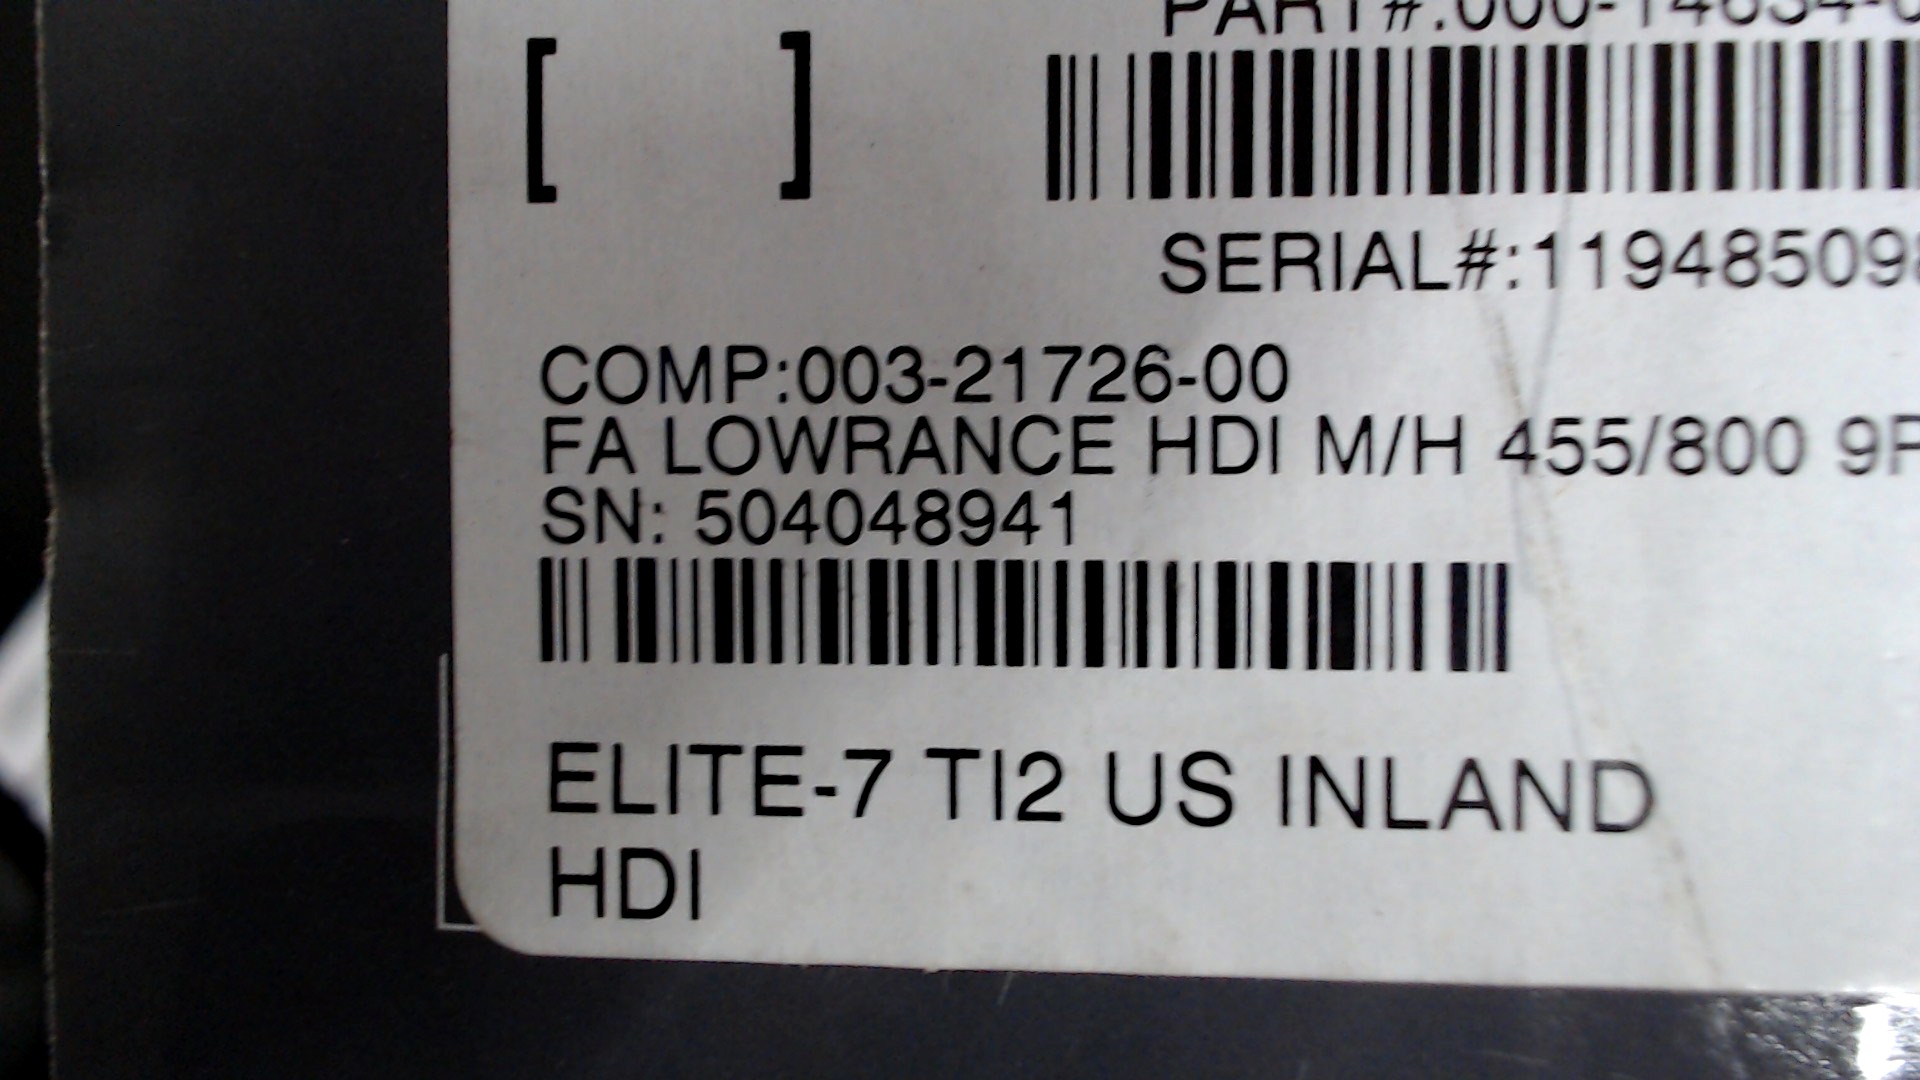 [ ]
PART#:000-14634-0
SERIAL#:119485098
COMP:003-21726-00
FA LOWRANCE HDI M/H 455/800 9P
SN: 504048941
ELITE-7 TI2 US INLAND
HDI